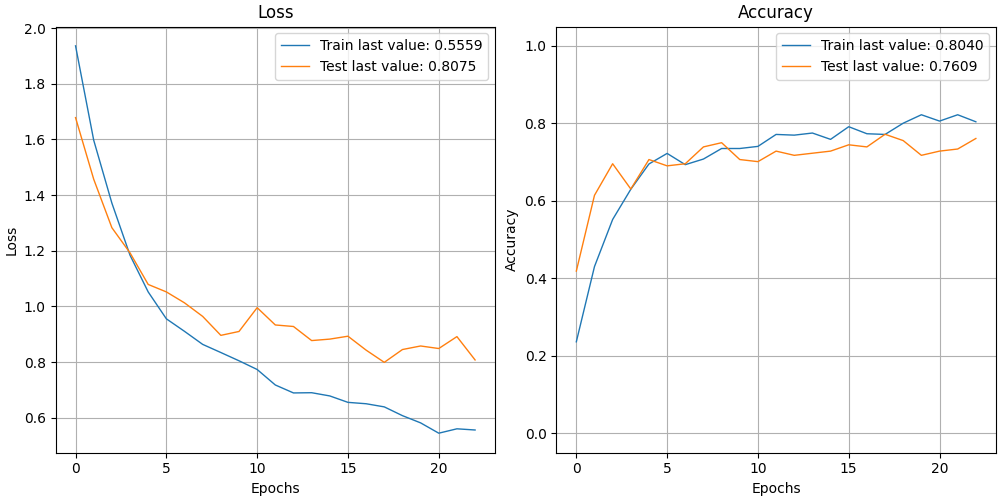 Loss
Train last value: 0.5559
Test last value: 0.8075
2.0
1.8
1.6
1.4
1.2
1.0
0.8
0.6
Loss
0 5 10 15 20
Epochs
Accuracy
Train last value: 0.8040
Test last value: 0.7609
1.0
0.8
0.6
0.4
0.2
0.0
Accuracy
0 5 10 15 20
Epochs